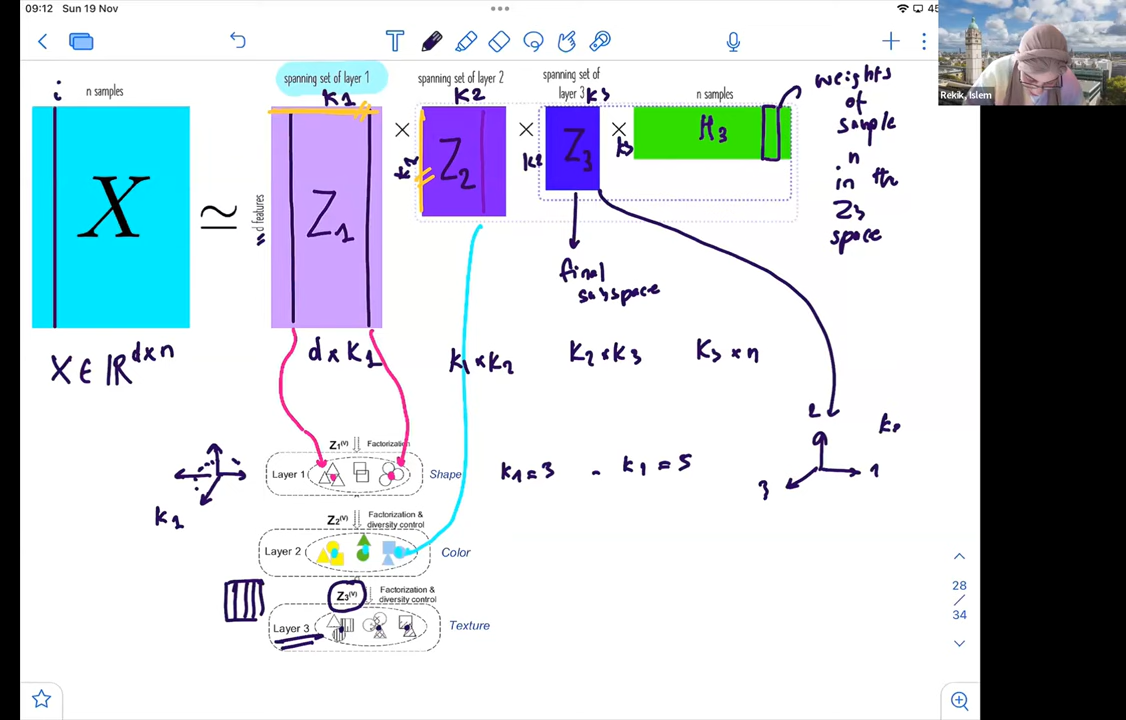 09:12 Sun 19 Nov
45
Rekik, Islem
T
i
n samples
X
≃
X ∈ ℝ^{d×n}
spanning set of layer 1
K1
d features
Z1
d × K1
×
spanning set of layer 2
K2
Z2
K1 × K2
×
spanning set of
layer 3
K3
K2
Z3
K2 × K3
×
n samples
K3
H3
K3 × n
weights
of
sample
n
in the
Z3
space
final
subspace
Z1(V)
Factorization
Layer 1
Shape
K1 = 3
K1 = 5
K1
2
1
3
Z2(V)
Factorization &
diversity control
Layer 2
Color
Z3(V)
Factorization &
diversity control
Layer 3
Texture
28
/
34